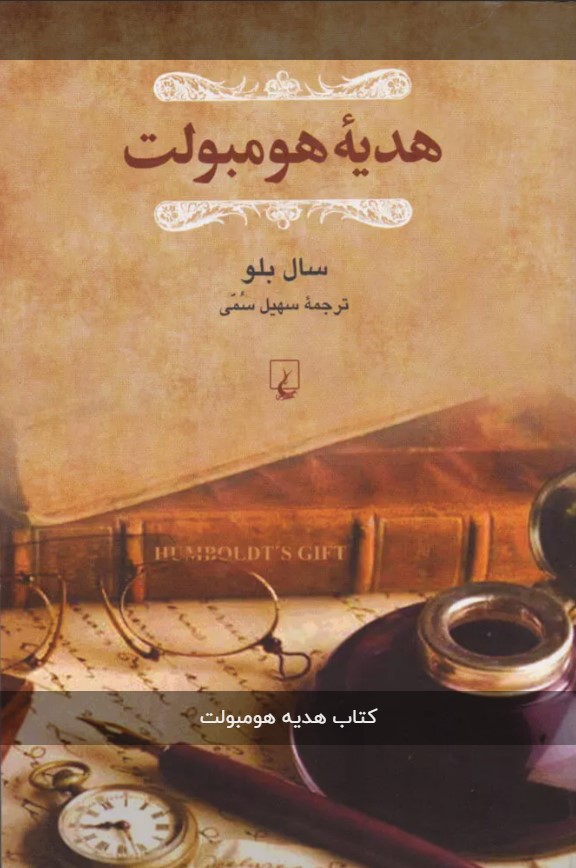 هدیهٔ هومبولت
سال بلو
ترجمهٔ سهیل سُمّی
HUMBOLDT'S GIFT
کتاب هدیه هومبولت